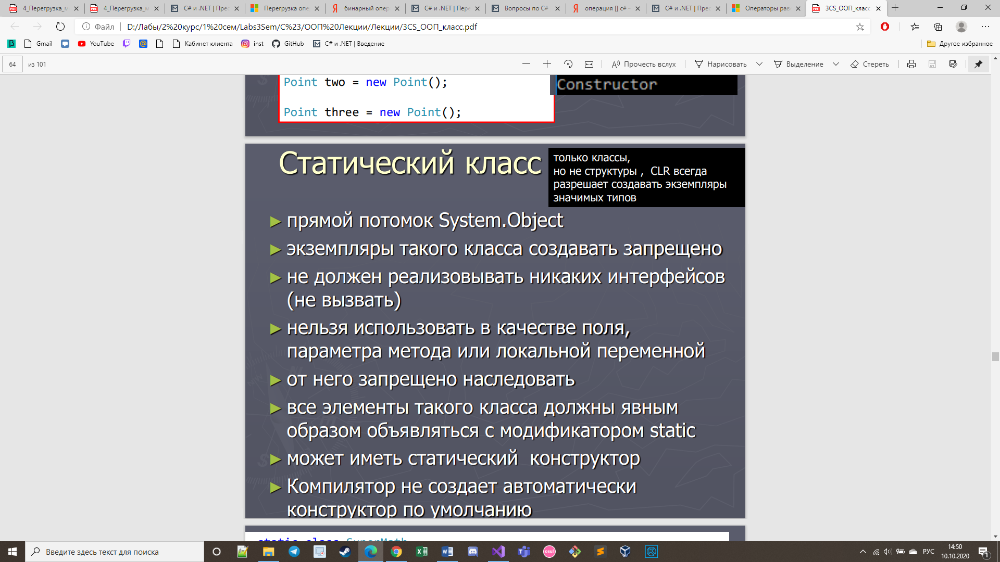 4_Перегрузка_м
4_Перегрузка_м
C# и .NET | Прес
Перегрузка опе
бинарный опер
C# и .NET | Пере
Вопросы по C#
операция [] c# -
C# и .NET | Прес
Операторы рав
3CS_ООП_класс.
Файл
D:/Лабы/2%20курс/1%20сем/Labs3Sem/C%23/ООП%20Лекции/Лекции/3CS_ООП_класс.pdf
Gmail
YouTube
Кабинет клиента
inst
GitHub
C# и .NET | Введение
Другое избранное
64 из 101
Прочесть вслух
Нарисовать
Выделение
Стереть
Point two = new Point();
Constructor
Point three = new Point();
Статический класс
только классы,
но не структуры , CLR всегда
разрешает создавать экземпляры
значимых типов
► прямой потомок System.Object
► экземпляры такого класса создавать запрещено
► не должен реализовывать никаких интерфейсов
(не вызвать)
► нельзя использовать в качестве поля,
параметра метода или локальной переменной
► от него запрещено наследовать
► все элементы такого класса должны явным
образом объявляться с модификатором static
► может иметь статический конструктор
► Компилятор не создает автоматически
конструктор по умолчанию
static class SuperMath
Введите здесь текст для поиска
osu!
РУС
14:50
10.10.2020
1